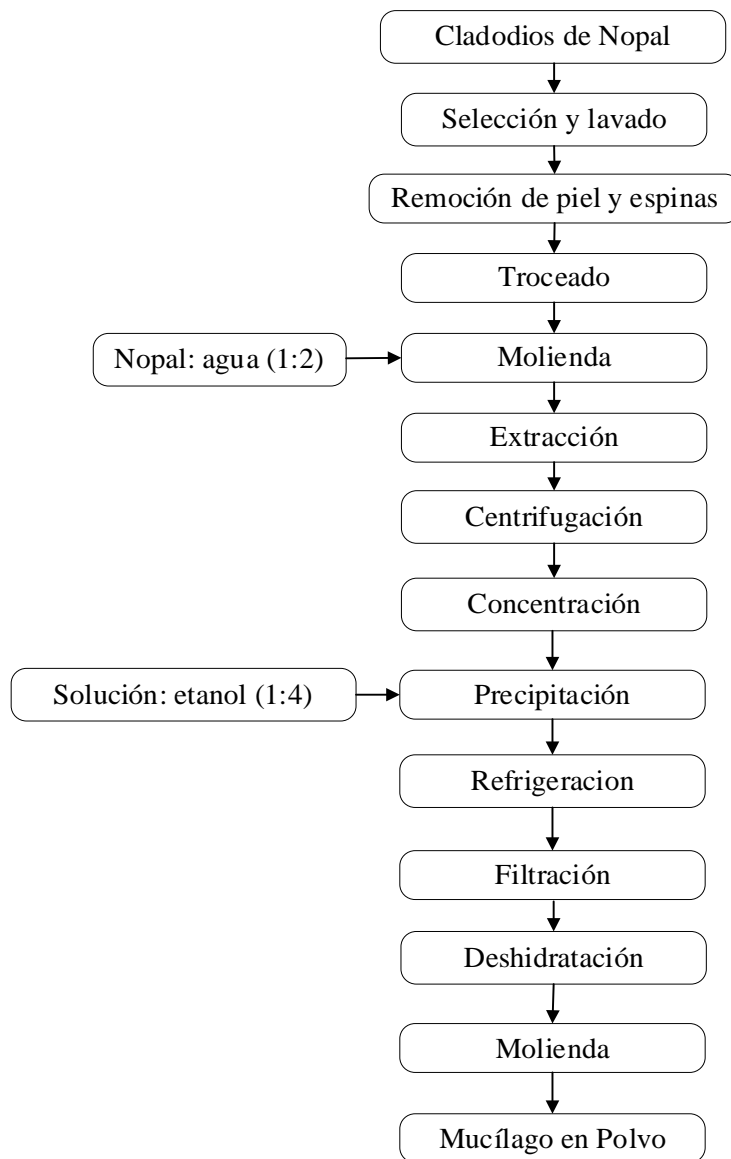 Cladodios de Nopal
Selección y lavado
Remoción de piel y espinas
Troceado
Nopal: agua (1:2)
Molienda
Extracción
Centrifugación
Concentración
Solución: etanol (1:4)
Precipitación
Refrigeracion
Filtración
Deshidratación
Molienda
Mucílago en Polvo